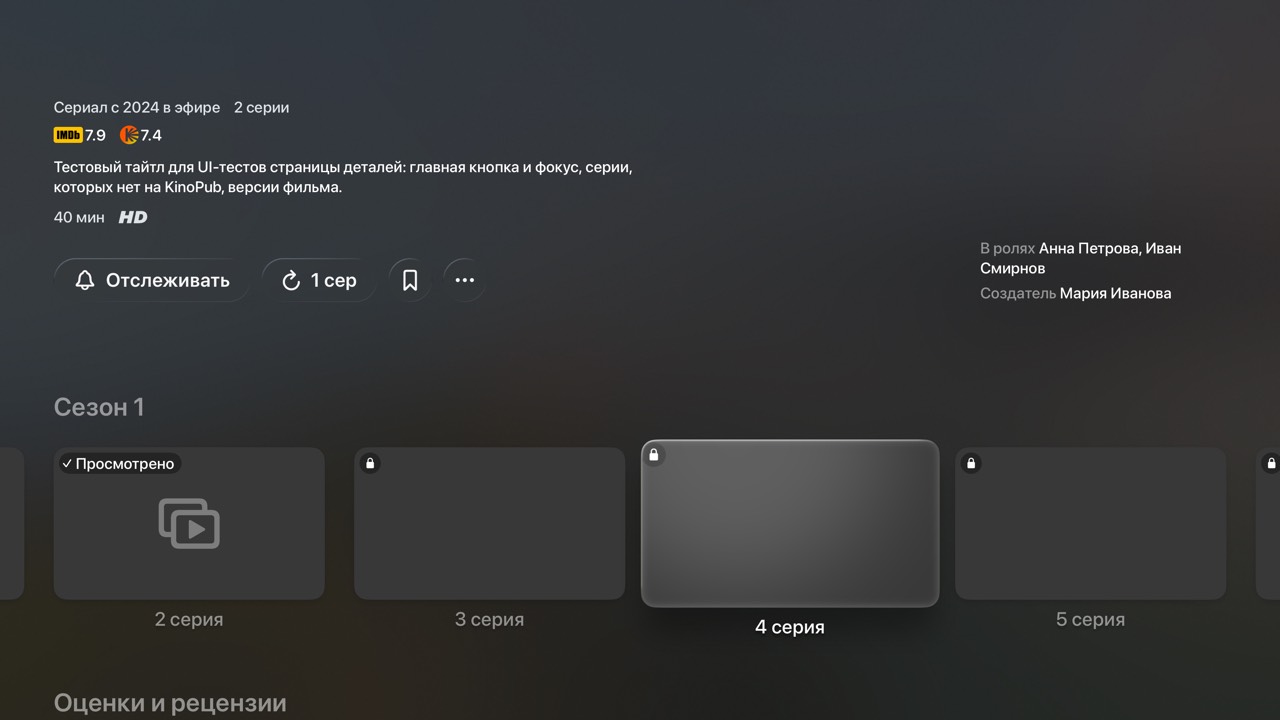 Сериал с 2024 в эфире 2 серии
IMDb 7.9 7.4
Тестовый тайтл для UI-тестов страницы деталей: главная кнопка и фокус, серии,
которых нет на KinoPub, версии фильма.
40 мин HD
В ролях Анна Петрова, Иван
Смирнов
Создатель Мария Иванова
Отслеживать 1 сер
Сезон 1
Просмотрено
2 серия 3 серия 4 серия 5 серия
Оценки и рецензии